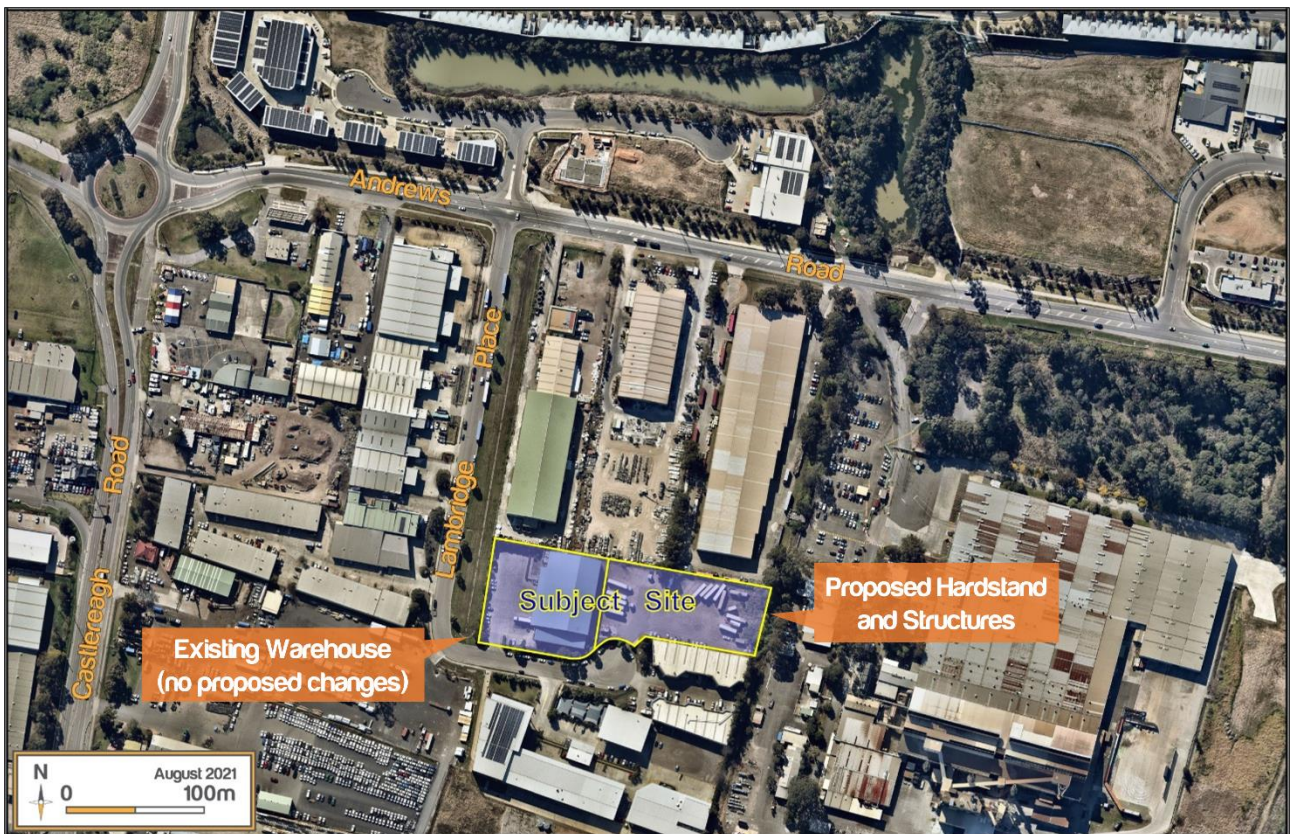 Andrews
Road
Place
Lambridge
Castlereagh
Road
Subject Site
Proposed Hardstand
and Structures
Existing Warehouse
(no proposed changes)
N
August 2021
0
100m